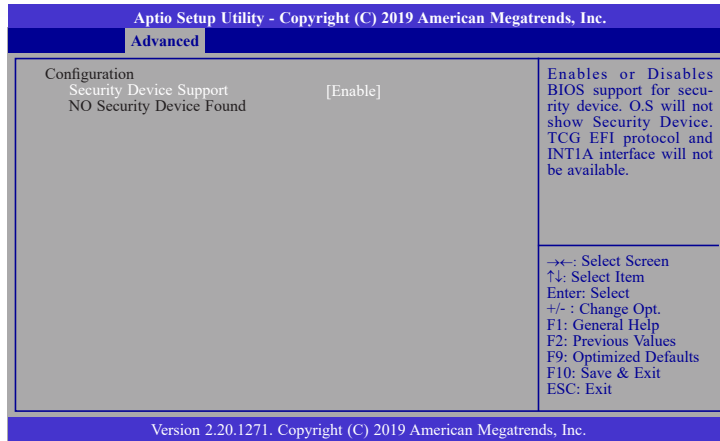 Aptio Setup Utility - Copyright (C) 2019 American Megatrends, Inc.
Advanced
Configuration
Security Device Support [Enable]
NO Security Device Found
Enables or Disables
BIOS support for secu-
rity device. O.S will not
show Security Device.
TCG EFI protocol and
INT1A interface will not
be available.
→←: Select Screen
↑↓: Select Item
Enter: Select
+/- : Change Opt.
F1: General Help
F2: Previous Values
F9: Optimized Defaults
F10: Save & Exit
ESC: Exit
Version 2.20.1271. Copyright (C) 2019 American Megatrends, Inc.